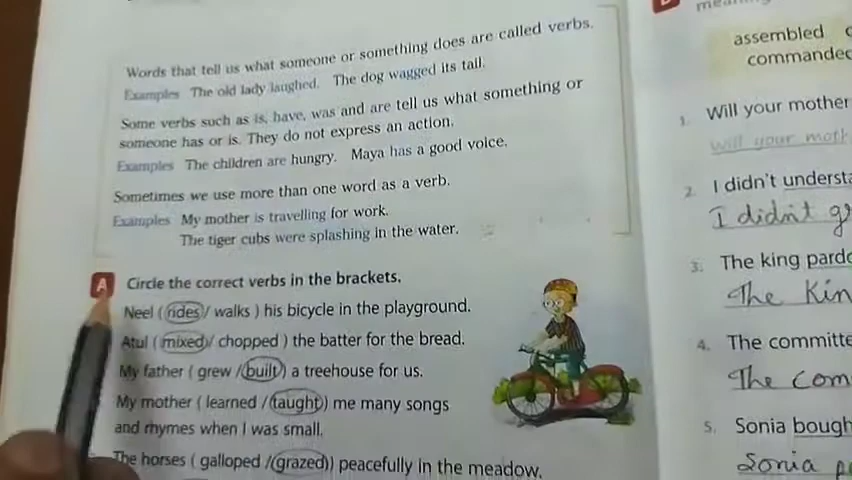 Words that tell us what someone or something does are called verbs.
Examples The old lady laughed. The dog wagged its tail.
Some verbs such as is, have, was and are tell us what something or
someone has or is. They do not express an action.
Examples The children are hungry. Maya has a good voice.
Sometimes we use more than one word as a verb.
Examples My mother is travelling for work.
The tiger cubs were splashing in the water.
A Circle the correct verbs in the brackets.
Neel ( rides / walks ) his bicycle in the playground.
Atul ( mixed / chopped ) the batter for the bread.
My father ( grew / built ) a treehouse for us.
My mother ( learned / taught ) me many songs
and rhymes when I was small.
The horses ( galloped / grazed ) peacefully in the meadow.
assembled
commanded
1. Will your mother
Will your moth
2. I didn't understa
I didn't gr
3. The king pardo
The Kin
4. The committe
The com
5. Sonia bough
Sonia p